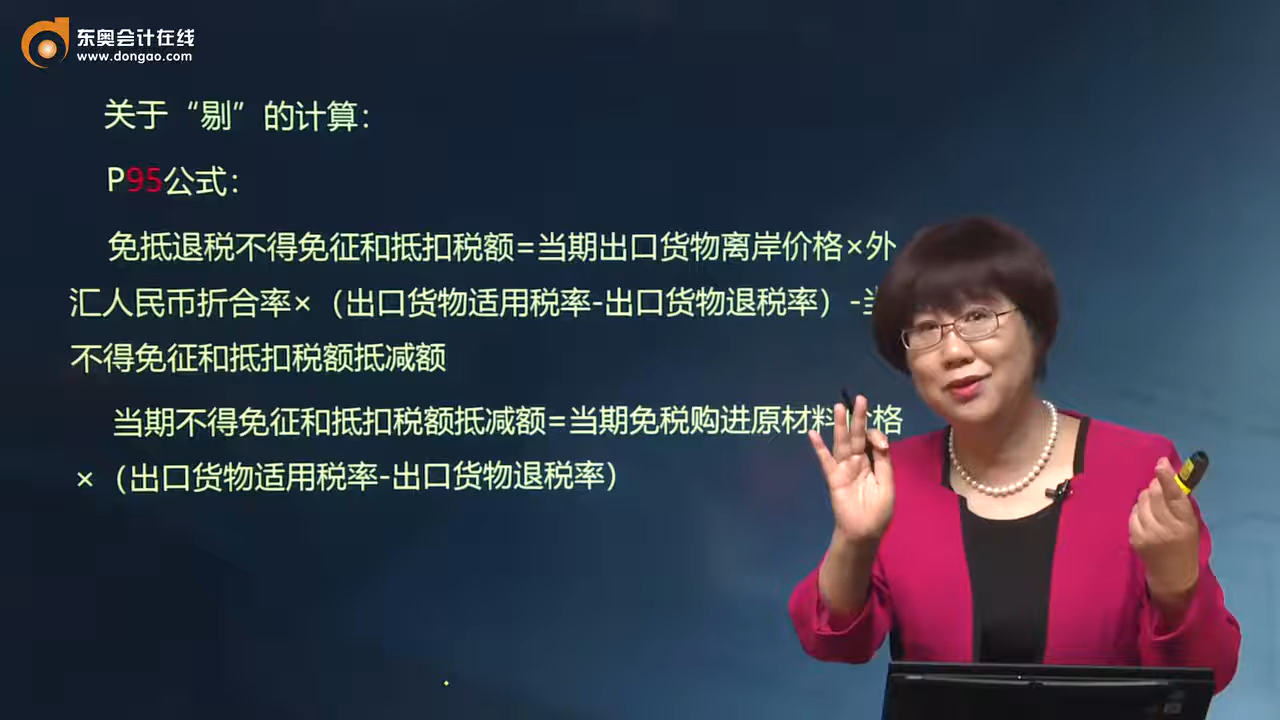 东奥会计在线
www.dongao.com
关于“剔”的计算：
P95公式：
免抵退税不得免征和抵扣税额=当期出口货物离岸价格×外
汇人民币折合率×（出口货物适用税率-出口货物退税率）-
不得免征和抵扣税额抵减额
当期不得免征和抵扣税额抵减额=当期免税购进原材料价格
×（出口货物适用税率-出口货物退税率）